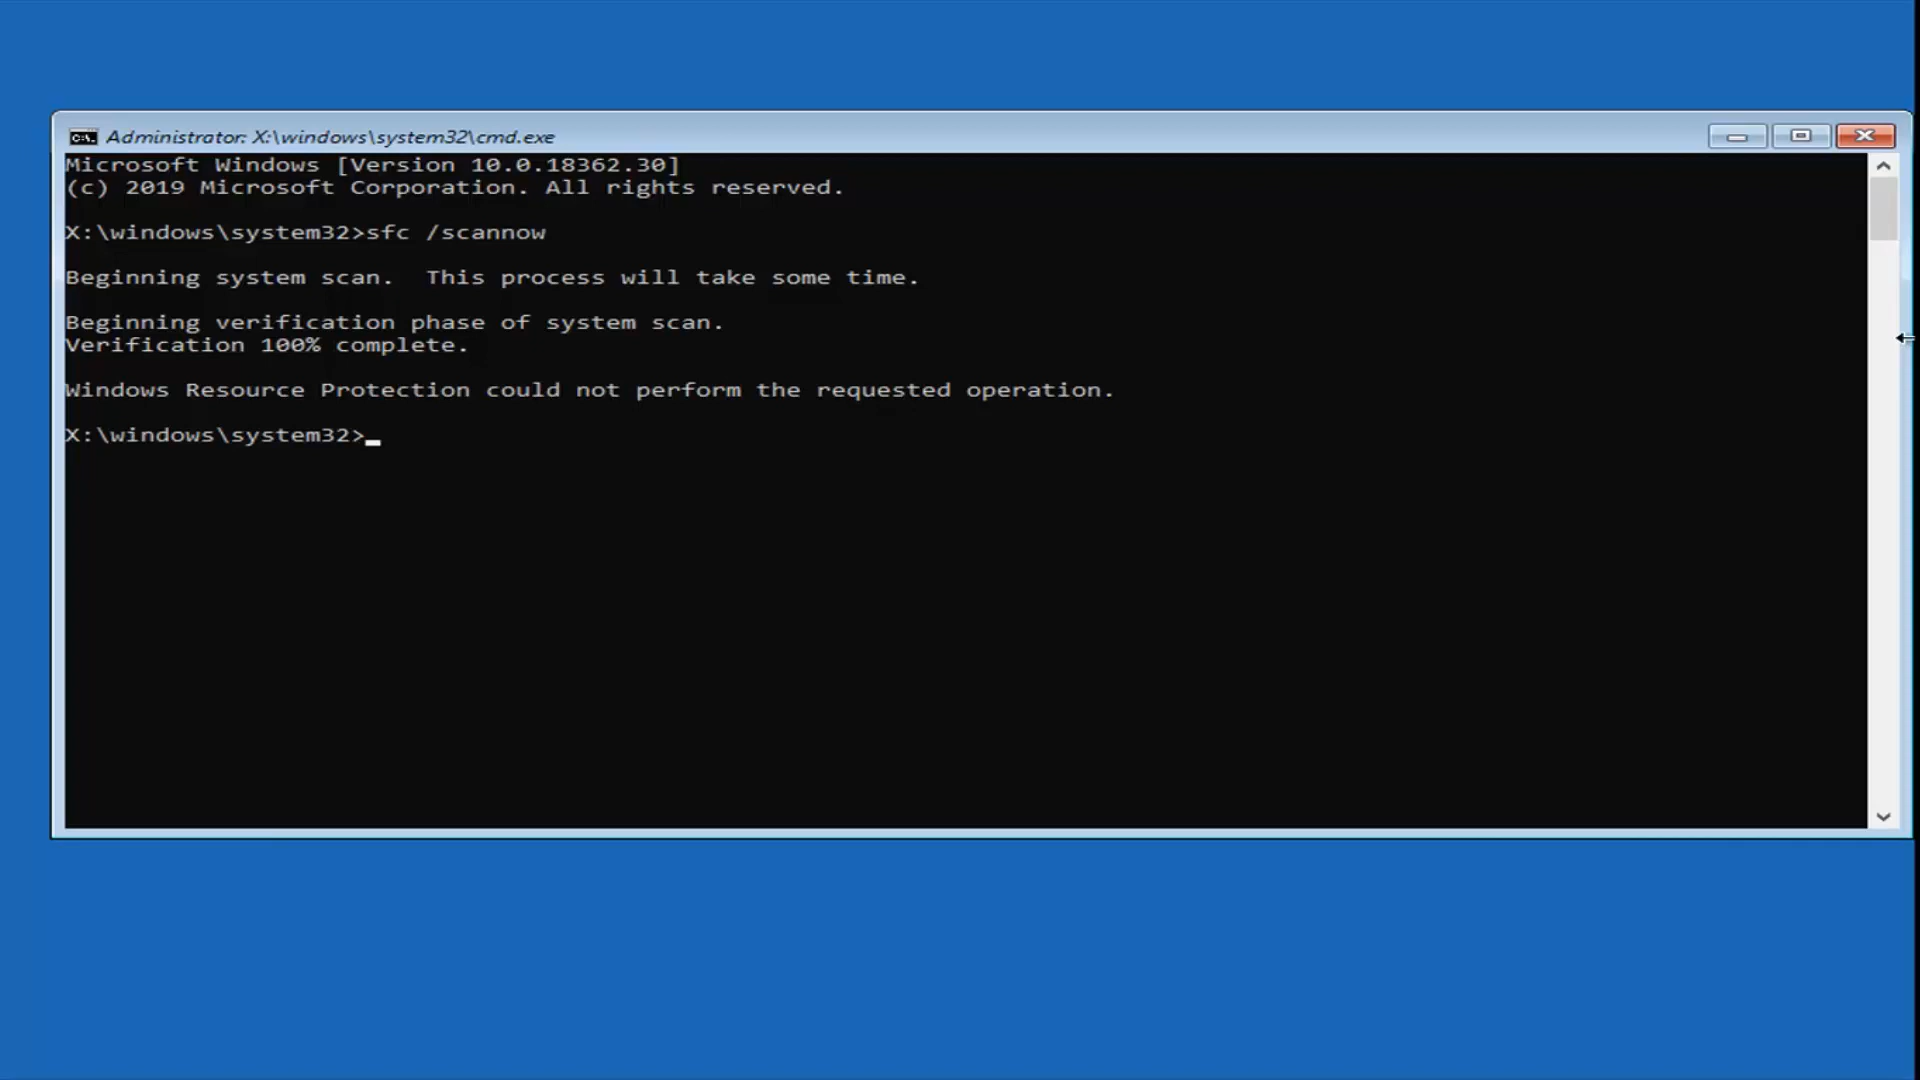 Administrator: X:\windows\system32\cmd.exe
Microsoft Windows [Version 10.0.18362.30]
(c) 2019 Microsoft Corporation. All rights reserved.
X:\windows\system32>sfc /scannow
Beginning system scan.  This process will take some time.
Beginning verification phase of system scan.
Verification 100% complete.
Windows Resource Protection could not perform the requested operation.
X:\windows\system32>